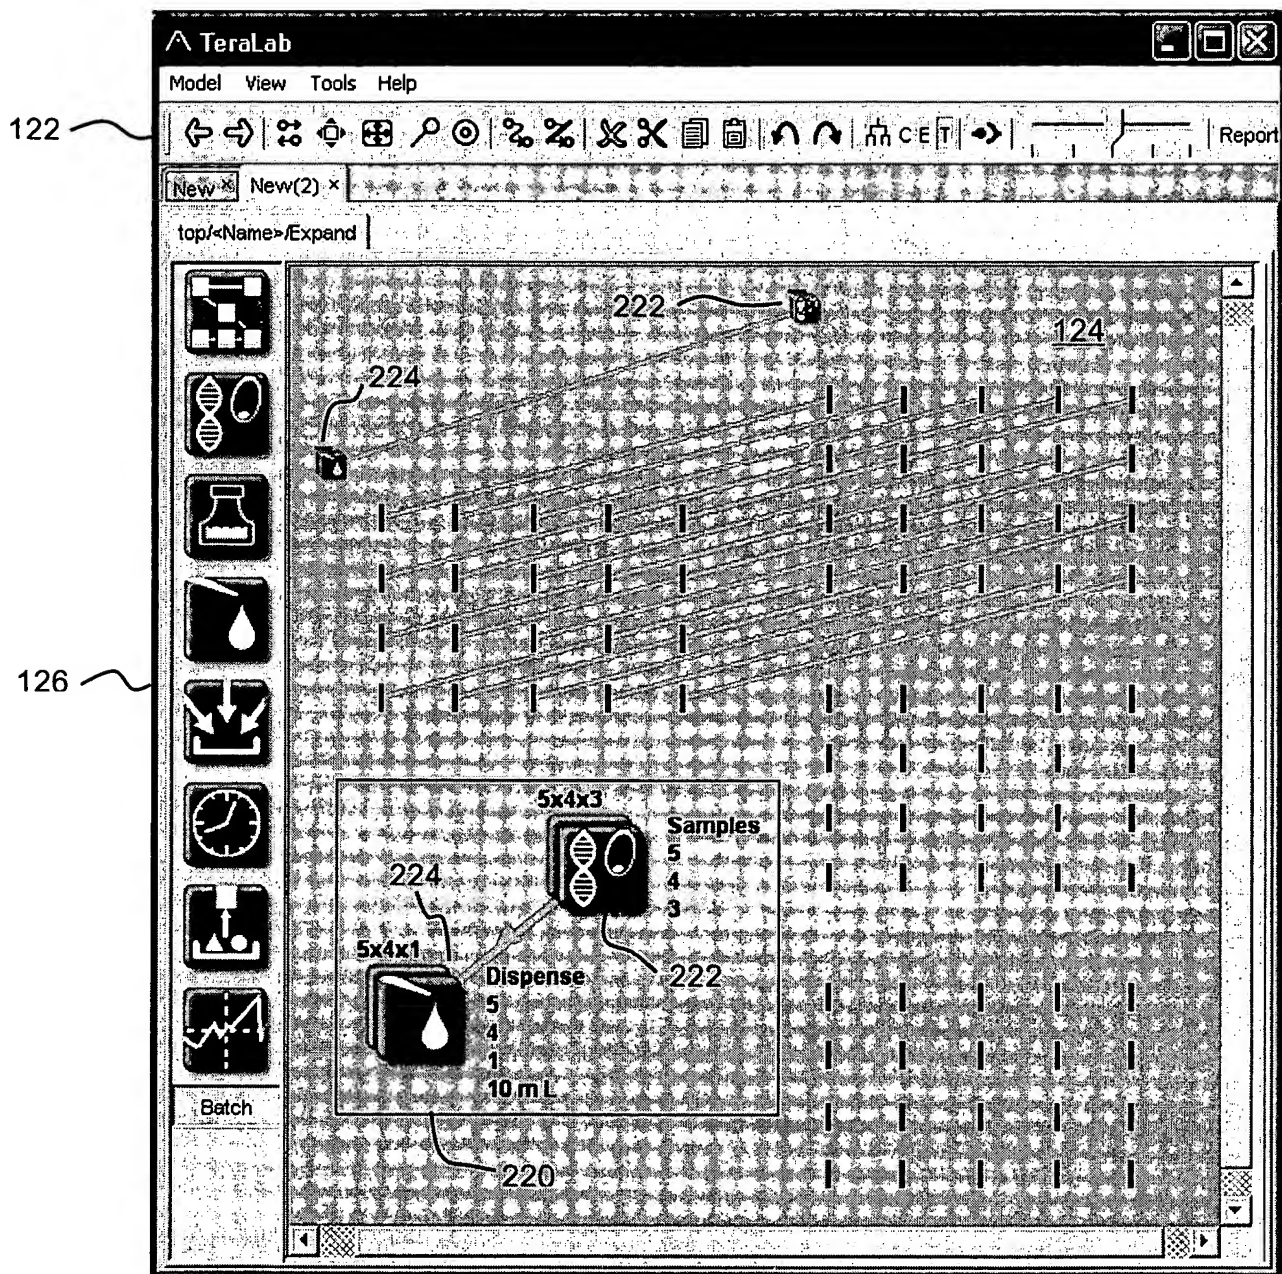 TeraLab
Model View Tools Help
122
C E T Report
New × New(2) ×
top/<Name>/Expand
222
124
224
126
5x4x3
Samples
5
4
3
224
5x4x1
222
Dispense
5
4
1
10 m L
Batch
220